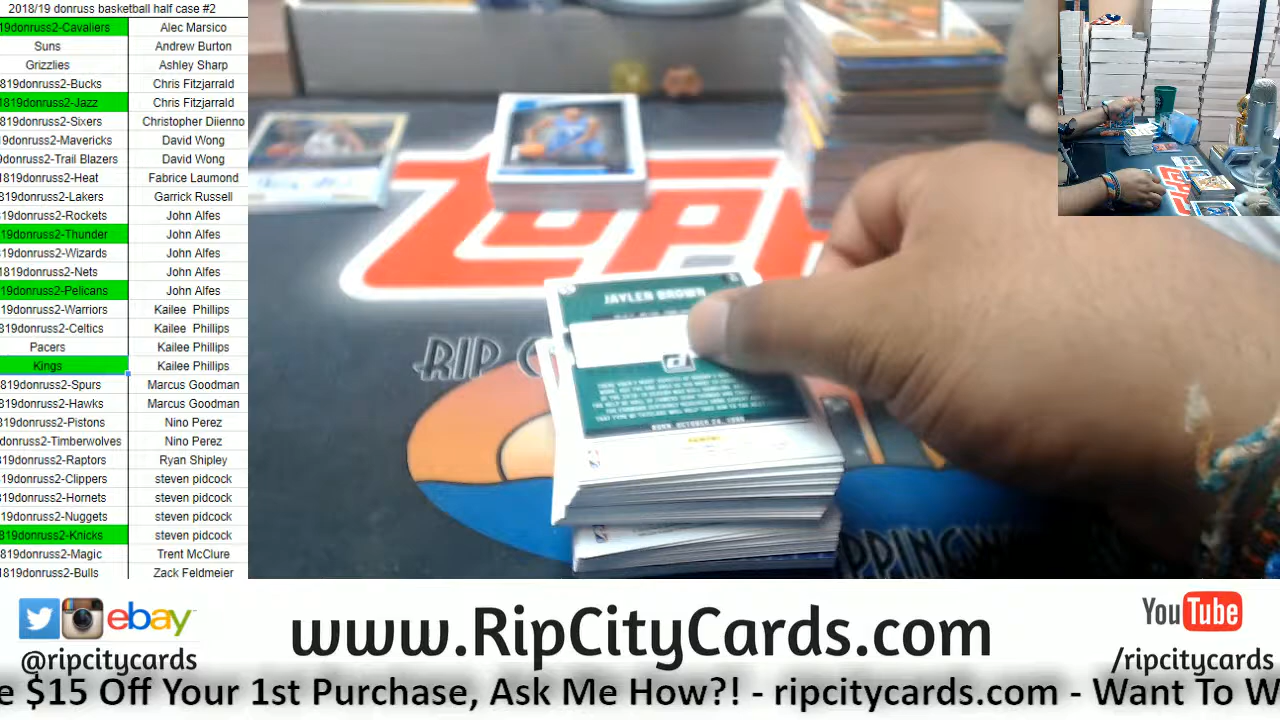 2018/19 donruss basketball half case #2
19donruss2-Cavaliers Alec Marsico
Suns Andrew Burton
Grizzlies Ashley Sharp
819donruss2-Bucks Chris Fitzjarrald
1819donruss2-Jazz Chris Fitzjarrald
819donruss2-Sixers Christopher Diienno
9donruss2-Mavericks David Wong
donruss2-Trail Blazers David Wong
819donruss2-Heat Fabrice Laumond
819donruss2-Lakers Garrick Russell
19donruss2-Rockets John Alfes
19donruss2-Thunder John Alfes
19donruss2-Wizards John Alfes
1819donruss2-Nets John Alfes
19donruss2-Pelicans John Alfes
19donruss2-Warriors Kailee Phillips
819donruss2-Celtics Kailee Phillips
Pacers Kailee Phillips
Kings Kailee Phillips
819donruss2-Spurs Marcus Goodman
819donruss2-Hawks Marcus Goodman
819donruss2-Pistons Nino Perez
donruss2-Timberwolves Nino Perez
819donruss2-Raptors Ryan Shipley
819donruss2-Clippers steven pidcock
819donruss2-Hornets steven pidcock
819donruss2-Nuggets steven pidcock
819donruss2-Knicks steven pidcock
819donruss2-Magic Trent McClure
1819donruss2-Bulls Zack Feldmeier
JAYLEN BROWN
RIP
PPING
ebay
@ripcitycards
www.RipCityCards.com
YouTube
/ripcitycards
e $15 Off Your 1st Purchase, Ask Me How?! - ripcitycards.com - Want To W